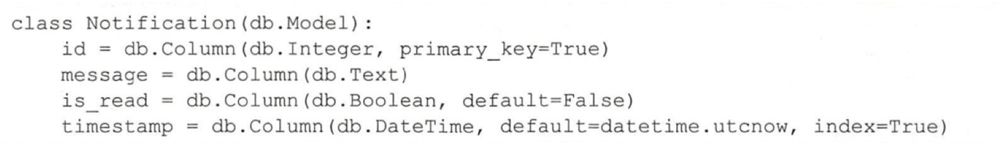 class Notification(db.Model):
    id = db.Column(db.Integer, primary_key=True)
    message = db.Column(db.Text)
    is_read = db.Column(db.Boolean, default=False)
    timestamp = db.Column(db.DateTime, default=datetime.utcnow, index=True)